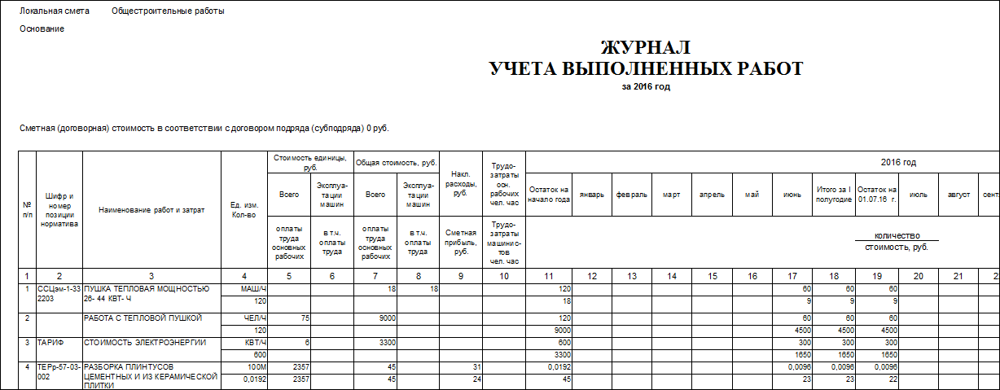 Локальная смета Общестроительные работы
Основание
ЖУРНАЛ
УЧЕТА ВЫПОЛНЕННЫХ РАБОТ
за 2016 год
Сметная (договорная) стоимость в соответствии с договором подряда (субподряда) 0 руб.
№ п/п Шифр и номер позиции норматива Наименование работ и затрат Ед. изм. Кол-во Стоимость единицы, руб. Общая стоимость, руб. Накл. расходы, руб. Трудо-затраты осн. рабочих чел. час 2016 год
Всего Эксплуа-тации машин Всего Эксплуа-тации машин Остаток на начало года январь февраль март апрель май июнь Итого за I полугодие Остаток на 01.07.16 г. июль август сент
оплаты труда основных рабочих в т.ч. оплаты труда оплаты труда основных рабочих в т.ч. оплаты труда Сметная прибыль, руб. Трудо-затраты машинис-тов чел. час количество
стоимость, руб.
1 2 3 4 5 6 7 8 9 10 11 12 13 14 15 16 17 18 19 20 21 22
1 ССЦэм-1-33 ПУШКА ТЕПЛОВАЯ МОЩНОСТЬЮ МАШ/Ч 18 18 120 60 60 60
2203 26- 44 КВТ- Ч 120 18 9 9 9
2 РАБОТА С ТЕПЛОВОЙ ПУШКОЙ ЧЕЛ/Ч 75 9000 120 60 60 60
120 9000 4500 4500 4500
3 ТАРИФ СТОИМОСТЬ ЭЛЕКТРОЭНЕРГИИ КВТ/Ч 6 3300 600 300 300 300
600 3300 1650 1650 1650
4 ТЕРр-57-03- РАЗБОРКА ПЛИНТУСОВ 100М 2357 45 31 0,0192 0,0096 0,0096 0,0096
002 ЦЕМЕНТНЫХ И ИЗ КЕРАМИЧЕСКОЙ 0,0192 2357 45 24 45 23 23 22
ПЛИТКИ